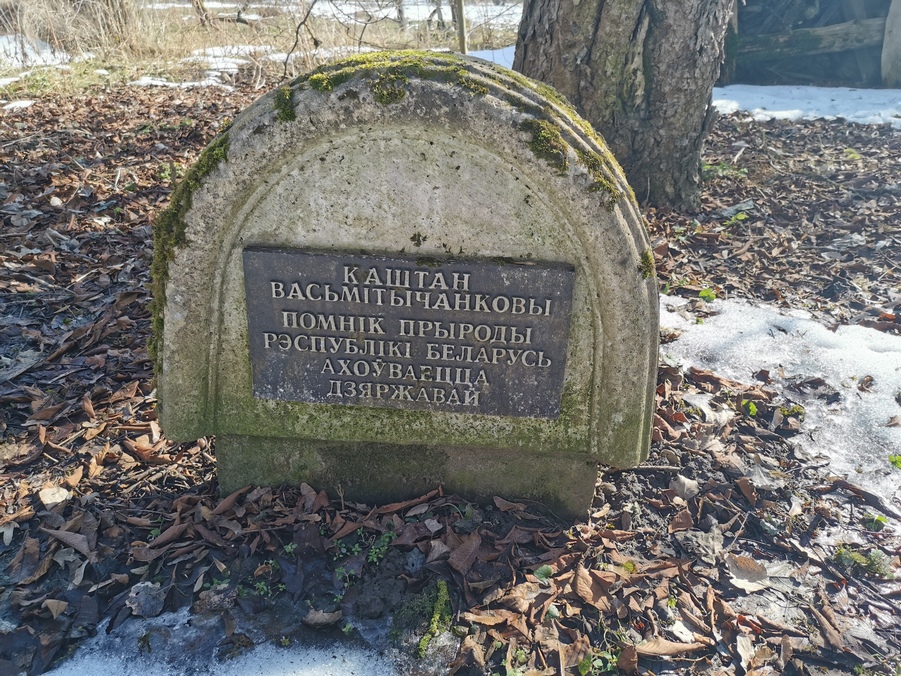 КАШТАН
ВАСЬМІТЫЧАНКОВЫ
ПОМНІК ПРЫРОДЫ
РЭСПУБЛІКІ БЕЛАРУСЬ
АХОЎВАЕЦЦА
ДЗЯРЖАВАЙ